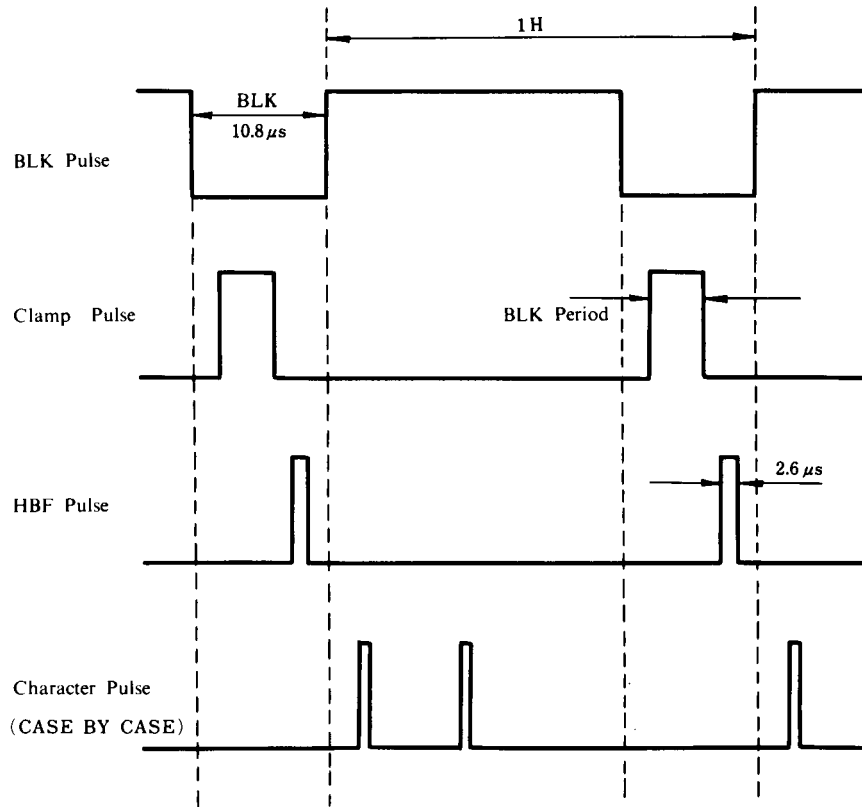 1H
BLK
10.8 μs
BLK Pulse
Clamp Pulse
BLK Period
2.6 μs
HBF Pulse
Character Pulse
(CASE BY CASE)